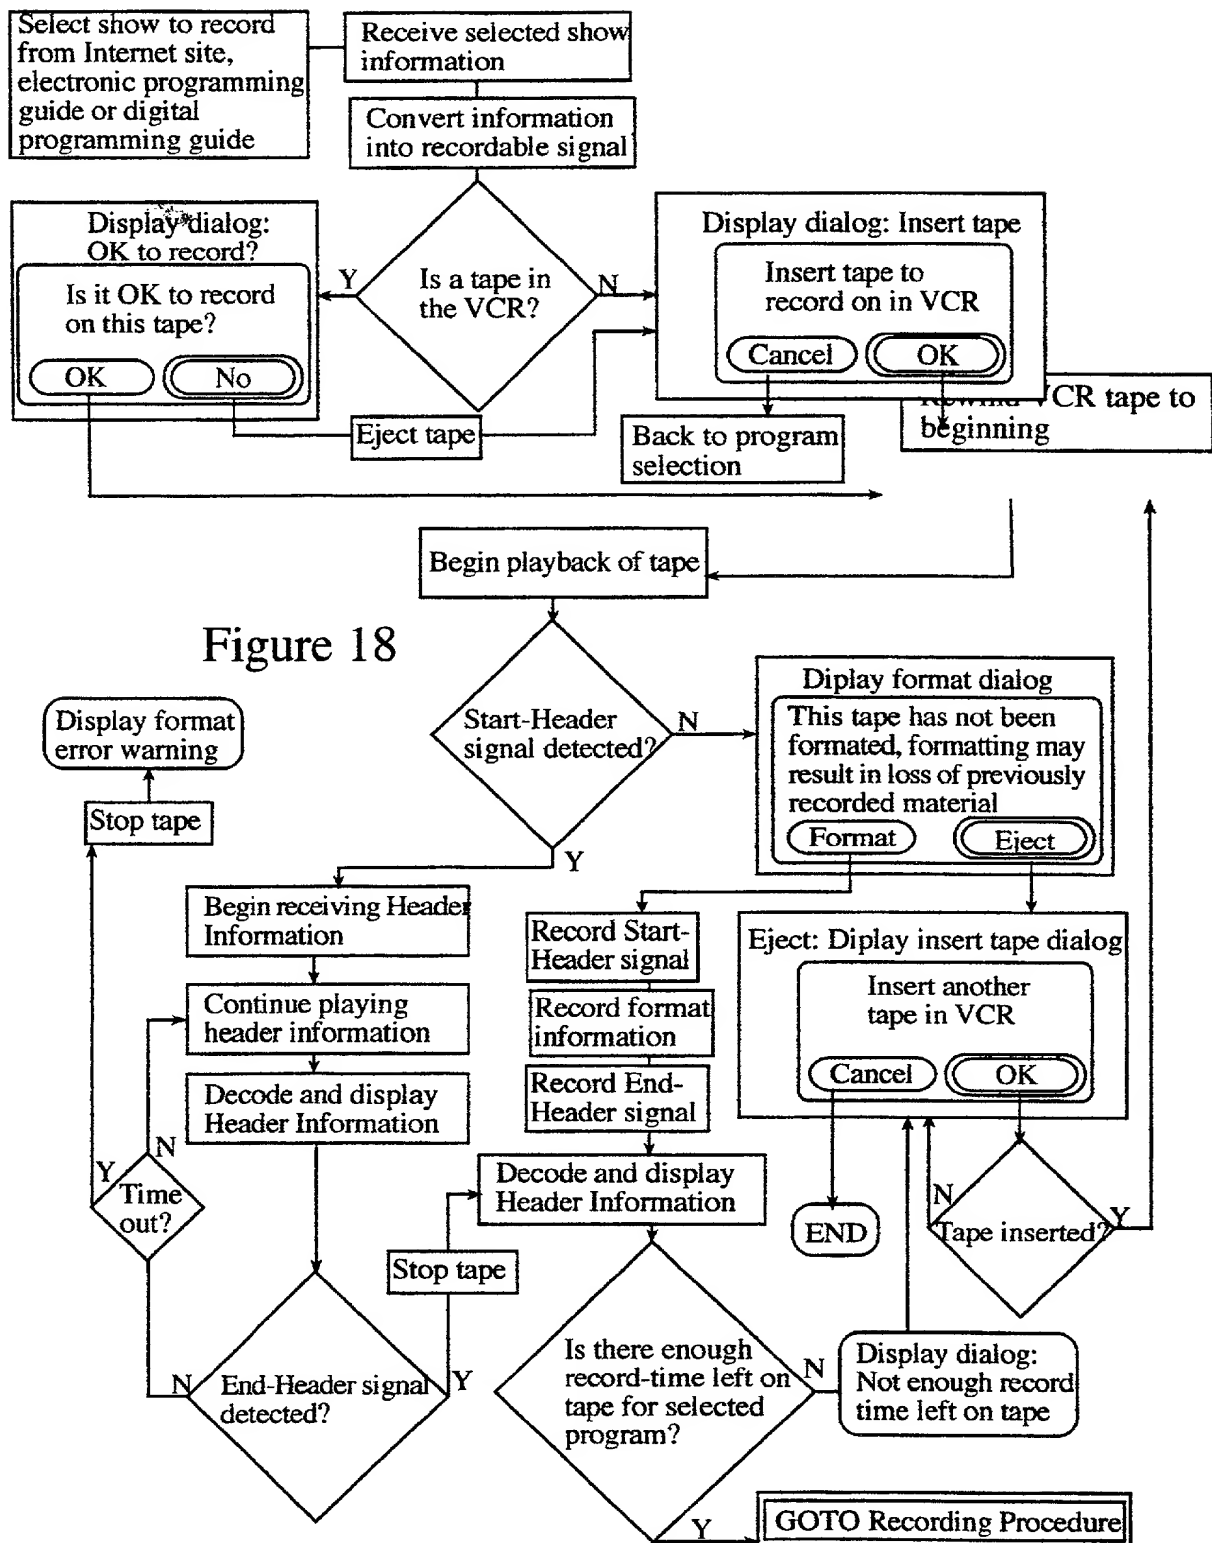 Select show to record
from Internet site,
electronic programming
guide or digital
programming guide
Receive selected show
information
Convert information
into recordable signal
Display dialog:
OK to record?
Is it OK to record
on this tape?
OK
No
Y
Is a tape in
the VCR?
N
Display dialog: Insert tape
Insert tape to
record on in VCR
Cancel
OK
Eject tape
Back to program
selection
VCR tape to
beginning
Begin playback of tape
Figure 18
Start-Header
signal detected?
N
Y
Diplay format dialog
This tape has not been
formated, formatting may
result in loss of previously
recorded material
Format
Eject
Display format
error warning
Stop tape
Begin receiving Header
Information
Continue playing
header information
Decode and display
Header Information
Record Start-
Header signal
Record format
information
Record End-
Header signal
Eject: Diplay insert tape dialog
Insert another
tape in VCR
Cancel
OK
Y
N
Time
out?
Decode and display
Header Information
END
N
Tape inserted?
Y
Stop tape
N
End-Header signal
detected?
Y
Is there enough
record-time left on
tape for selected
program?
N
Display dialog:
Not enough record
time left on tape
Y
GOTO Recording Procedure